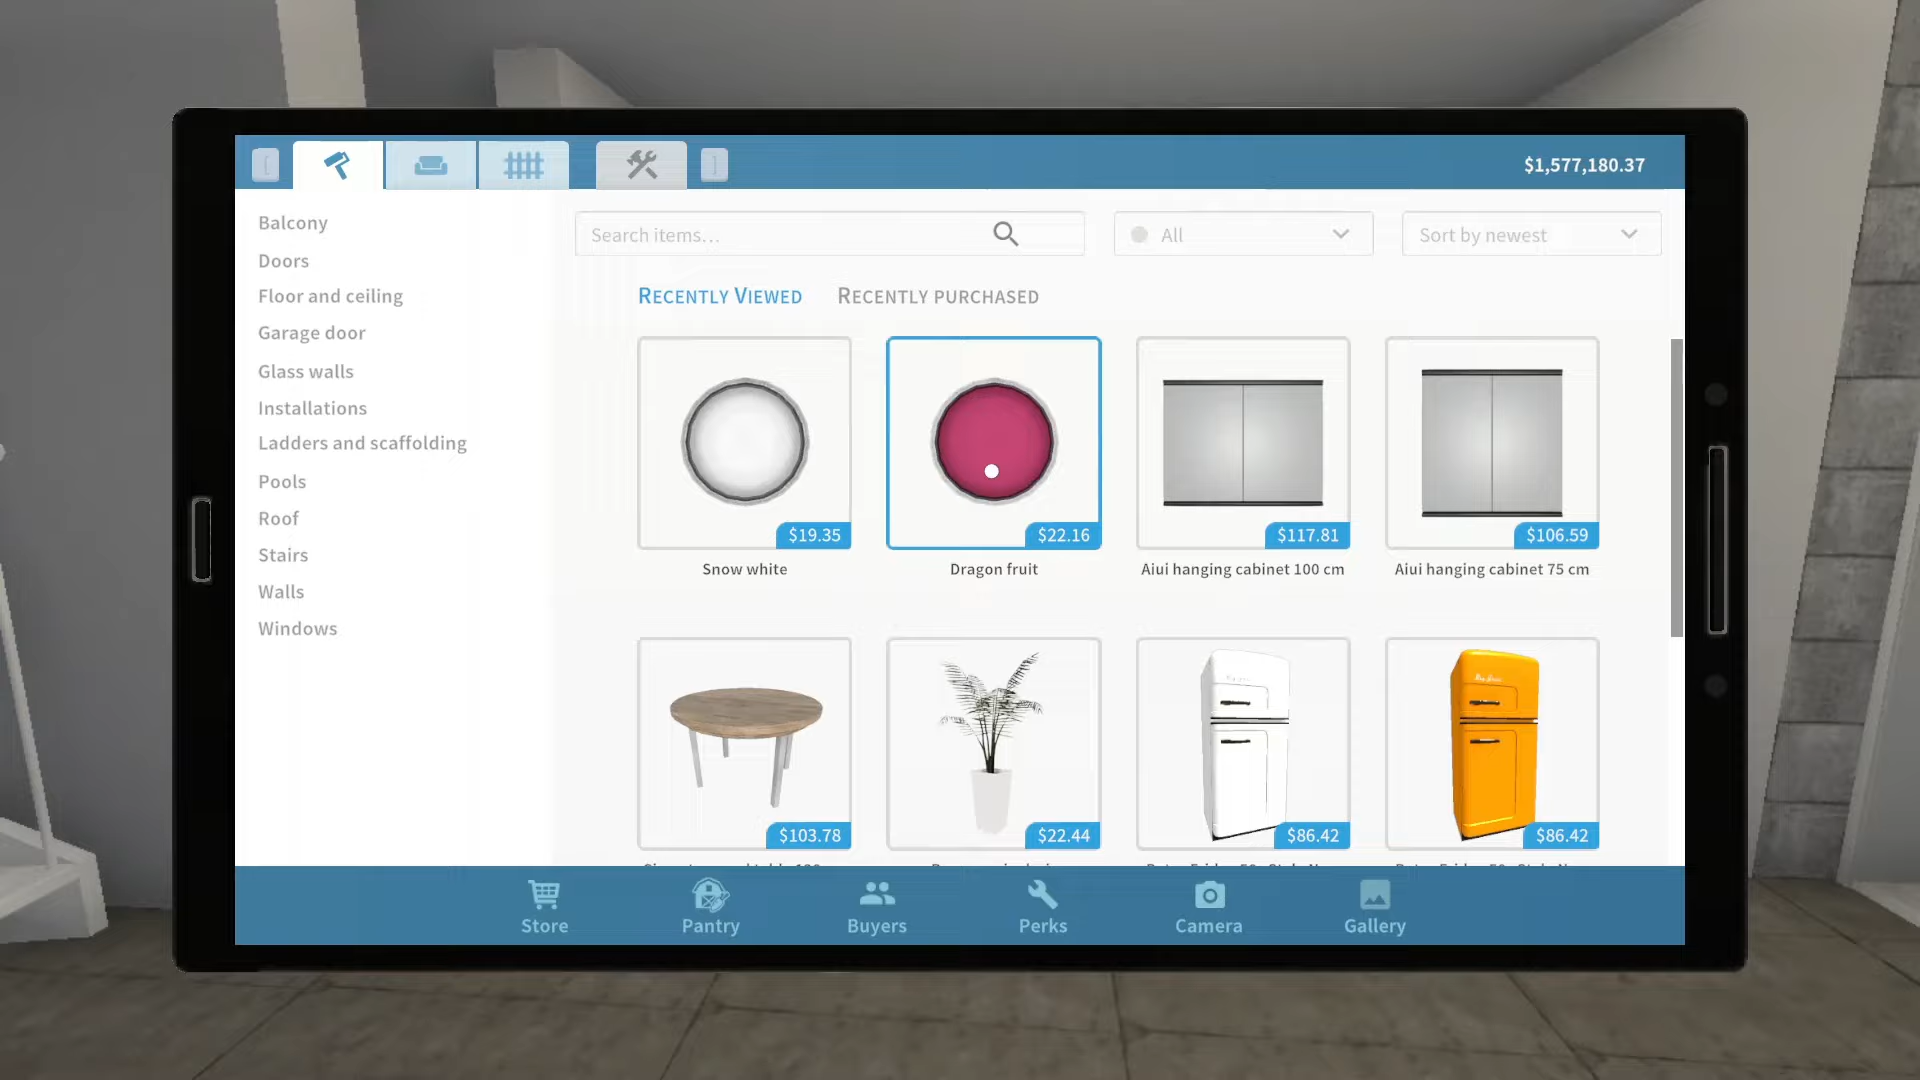 $1,577,180.37
Balcony
Doors
Floor and ceiling
Garage door
Glass walls
Installations
Ladders and scaffolding
Pools
Roof
Stairs
Walls
Windows
Search items...
All
Sort by newest
RECENTLY VIEWED
RECENTLY PURCHASED
$19.35
$22.16
$117.81
$106.59
Snow white
Dragon fruit
Aiui hanging cabinet 100 cm
Aiui hanging cabinet 75 cm
$103.78
$22.44
$86.42
$86.42
Store
Pantry
Buyers
Perks
Camera
Gallery